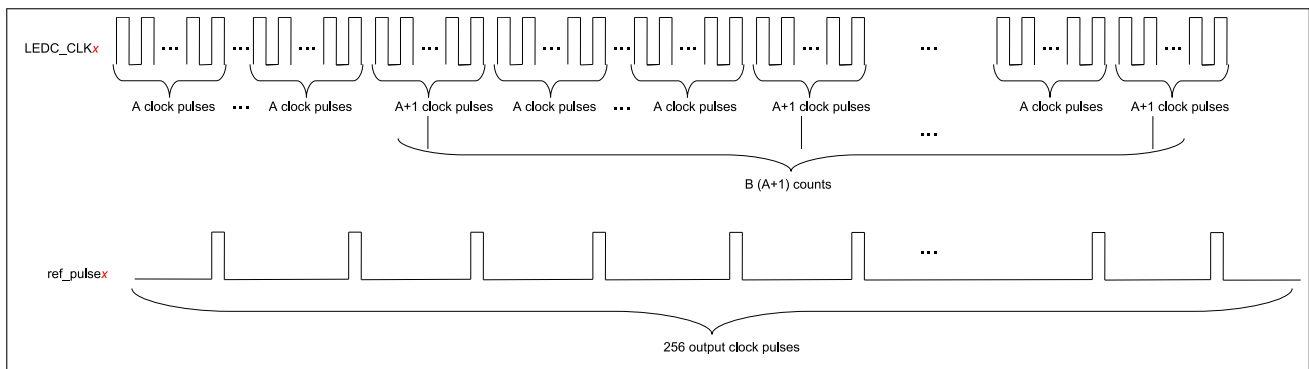 LEDC_CLKx ... ... ... ... ... ... ... ... ... ... ... ...
A clock pulses ... A clock pulses A+1 clock pulses A clock pulses ... A clock pulses A+1 clock pulses A clock pulses A+1 clock pulses
...
B (A+1) counts
ref_pulsex ...
256 output clock pulses